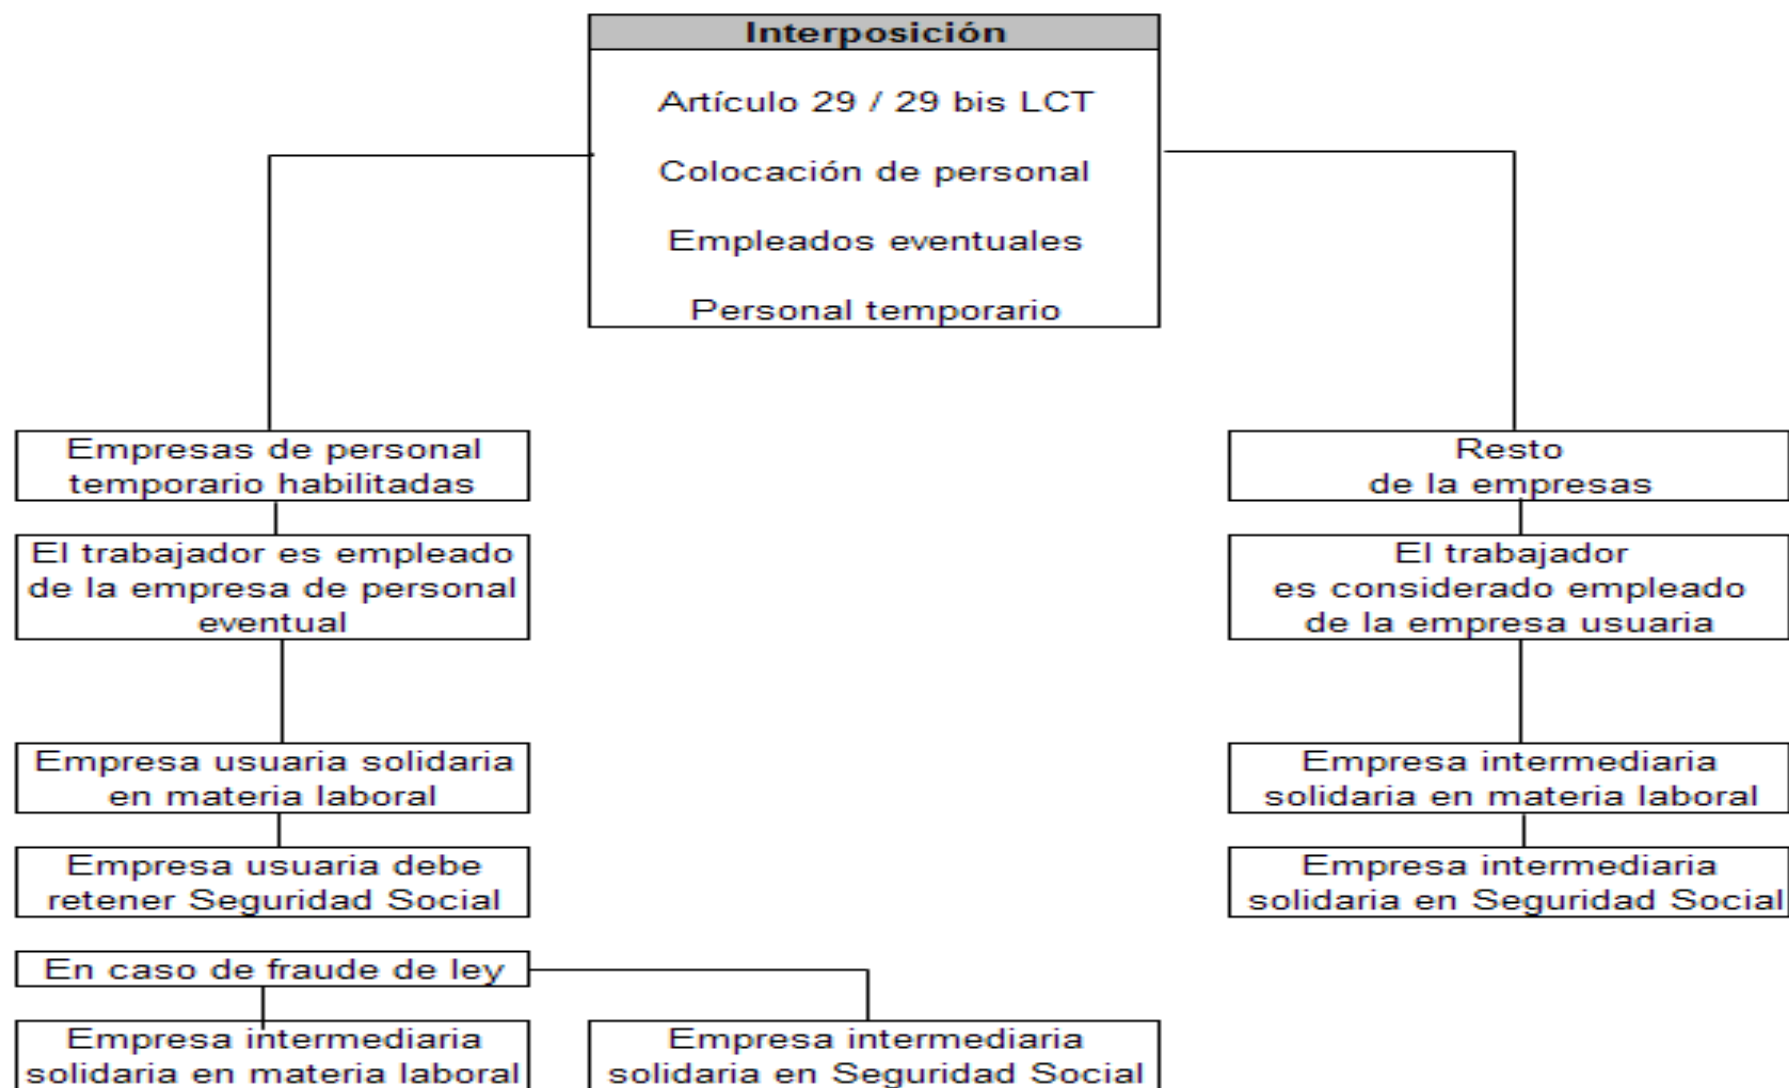 Interposición
Artículo 29 / 29 bis LCT
Colocación de personal
Empleados eventuales
Personal temporario
Empresas de personal
temporario habilitadas
El trabajador es empleado
de la empresa de personal
eventual
Empresa usuaria solidaria
en materia laboral
Empresa usuaria debe
retener Seguridad Social
En caso de fraude de ley
Empresa intermediaria
solidaria en materia laboral
Empresa intermediaria
solidaria en Seguridad Social
Resto
de la empresas
El trabajador
es considerado empleado
de la empresa usuaria
Empresa intermediaria
solidaria en materia laboral
Empresa intermediaria
solidaria en Seguridad Social